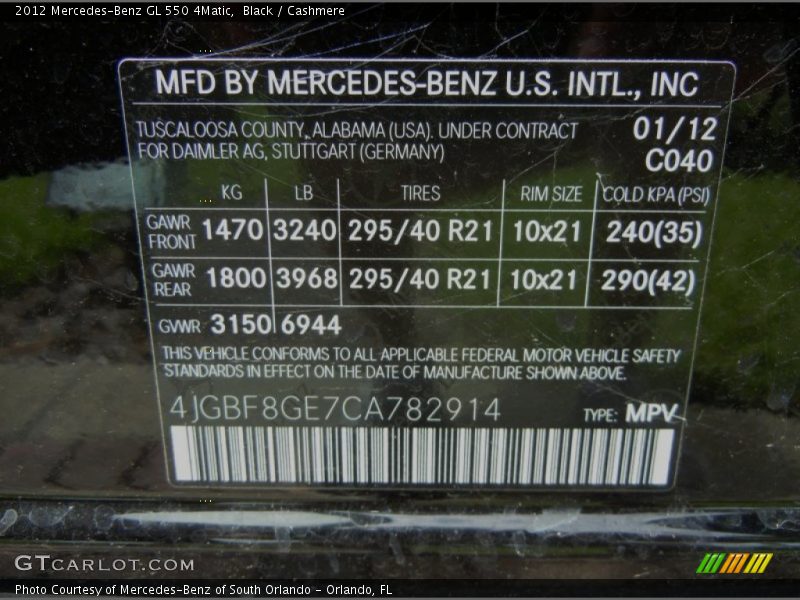 2012 Mercedes-Benz GL 550 4Matic, Black / Cashmere
MFD BY MERCEDES-BENZ U.S. INTL., INC
TUSCALOOSA COUNTY, ALABAMA (USA). UNDER CONTRACT 01/12
FOR DAIMLER AG, STUTTGART (GERMANY) C040
KG LB TIRES RIM SIZE COLD KPA (PSI)
GAWR FRONT 1470 3240 295/40 R21 10x21 240(35)
GAWR REAR 1800 3968 295/40 R21 10x21 290(42)
GVWR 3150 6944
THIS VEHICLE CONFORMS TO ALL APPLICABLE FEDERAL MOTOR VEHICLE SAFETY
STANDARDS IN EFFECT ON THE DATE OF MANUFACTURE SHOWN ABOVE.
4JGBF8GE7CA782914 TYPE: MPV
GTCARLOT.COM
Photo Courtesy of Mercedes-Benz of South Orlando - Orlando, FL